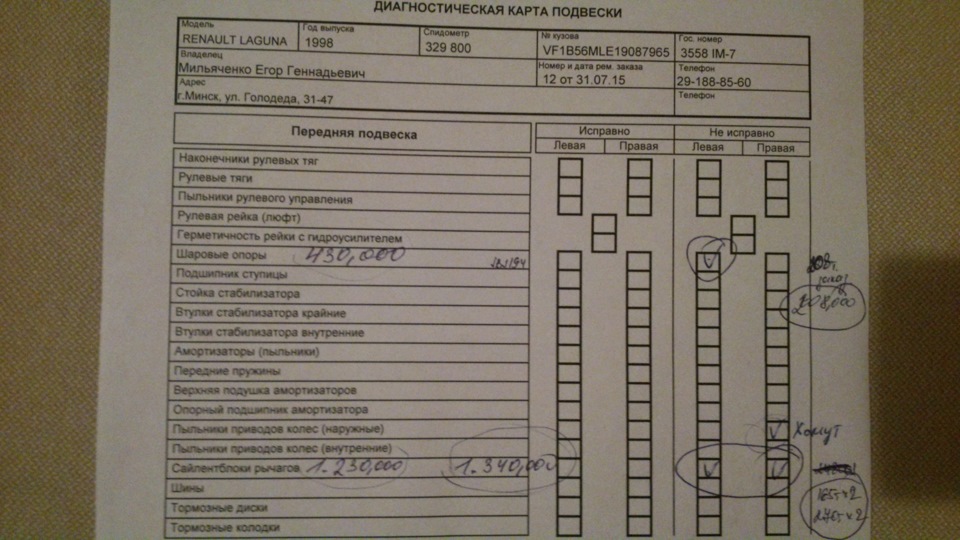 ДИАГНОСТИЧЕСКАЯ КАРТА ПОДВЕСКИ
Модель Год выпуска Спидометр № кузова Гос. номер
RENAULT LAGUNA 1998 329 800 VF1B56MLE19087965 3558 IM-7
Владелец Номер и дата рем. заказа Телефон
Мильяченко Егор Геннадьевич 12 от 31.07.15 29-188-85-60
Адрес Телефон
г.Минск, ул. Голодеда, 31-47
Передняя подвеска Исправно Не исправно
Левая Правая Левая Правая
Наконечники рулевых тяг
Рулевые тяги
Пыльники рулевого управления
Рулевая рейка (люфт)
Герметичность рейки с гидроусилителем
Шаровые опоры 430,000
Подшипник ступицы
Стойка стабилизатора
Втулки стабилизатора крайние
Втулки стабилизатора внутренние
Амортизаторы (пыльники)
Передние пружины
Верхняя подушка амортизаторов
Опорный подшипник амортизатора
Пыльники приводов колес (наружные) Хомут
Пыльники приводов колес (внутренние)
Сайлентблоки рычагов 1.230,000 1.340,000
Шины 165т×2
Тормозные диски 270т×2
Тормозные колодки